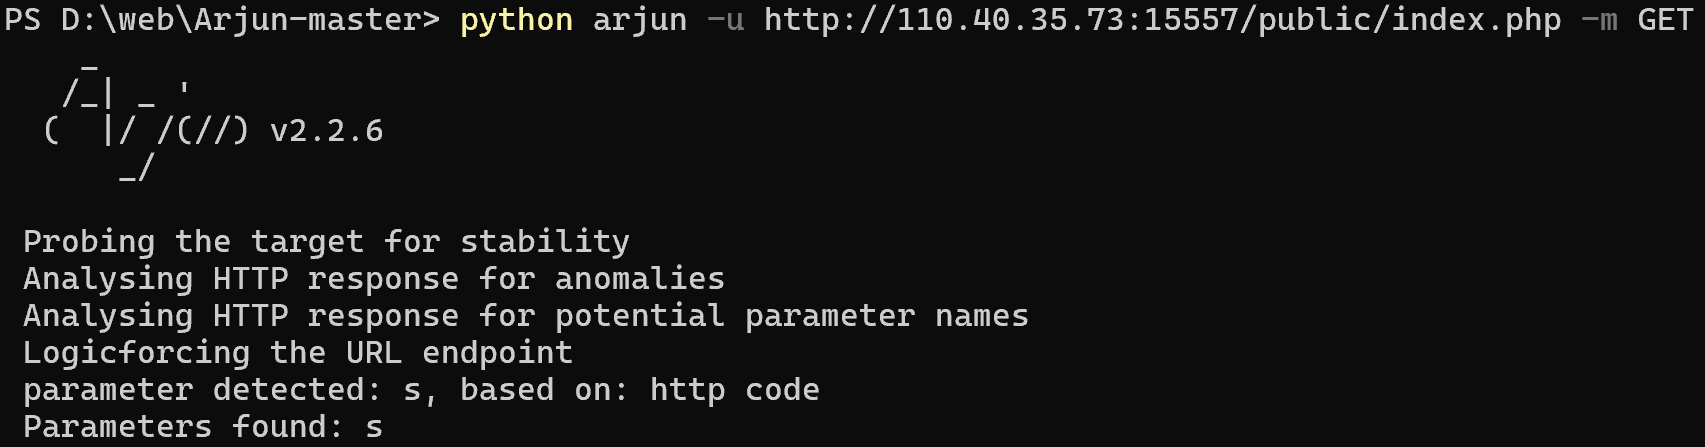 PS D:\web\Arjun-master> python arjun -u http://110.40.35.73:15557/public/index.php -m GET
    _
   /_| _ '
  (  |/ /(//) v2.2.6
      _/
Probing the target for stability
Analysing HTTP response for anomalies
Analysing HTTP response for potential parameter names
Logicforcing the URL endpoint
parameter detected: s, based on: http code
Parameters found: s